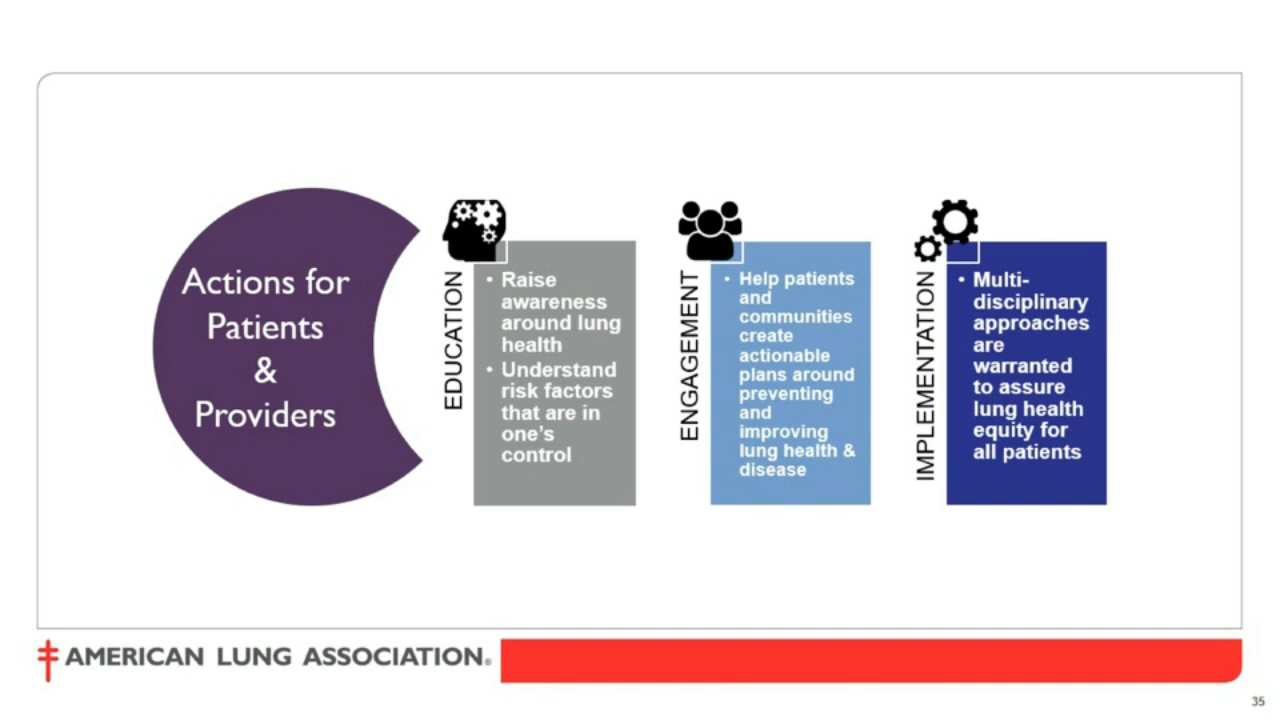 Actions for
Patients
&
Providers
EDUCATION
• Raise
awareness
around lung
health
• Understand
risk factors
that are in
one's
control
ENGAGEMENT
• Help patients
and
communities
create
actionable
plans around
preventing
and
improving
lung health &
disease
IMPLEMENTATION
• Multi-
disciplinary
approaches
are
warranted
to assure
lung health
equity for
all patients
AMERICAN LUNG ASSOCIATION®
35